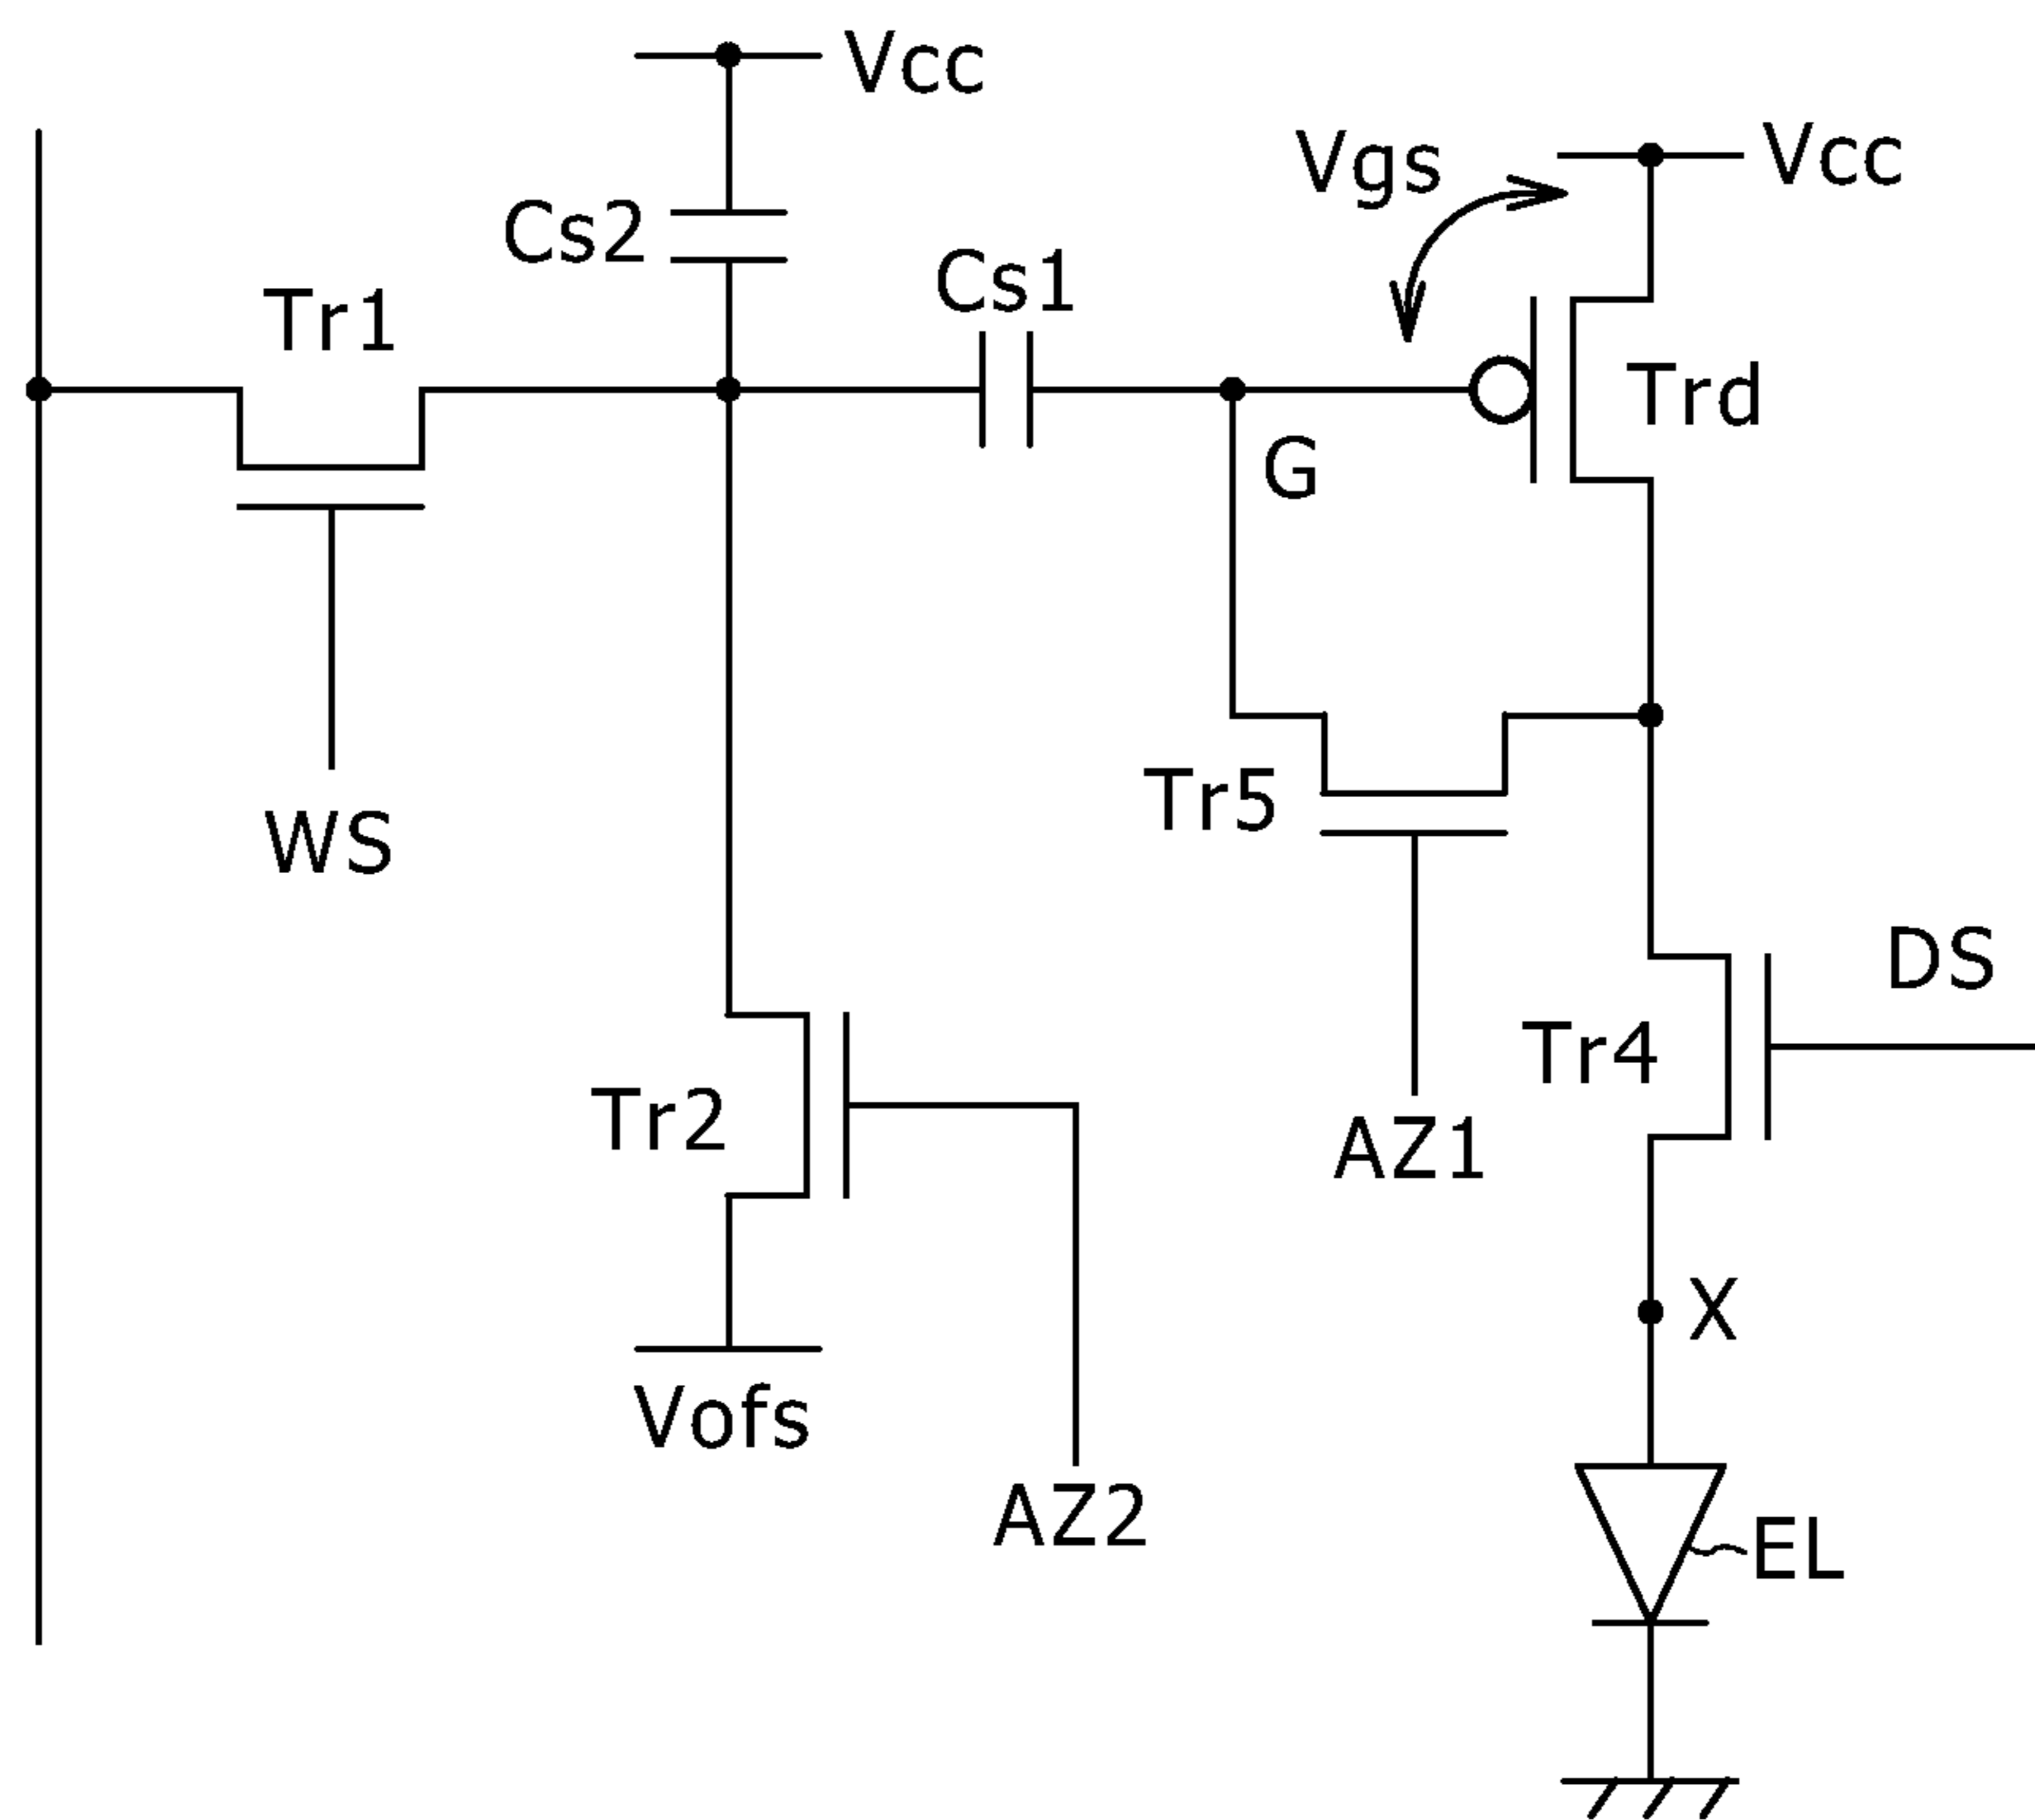 Vcc
Vgs
Vcc
Cs2
Cs1
Tr1
Trd
G
Tr5
WS
DS
Tr4
Tr2
AZ1
X
Vofs
AZ2
EL